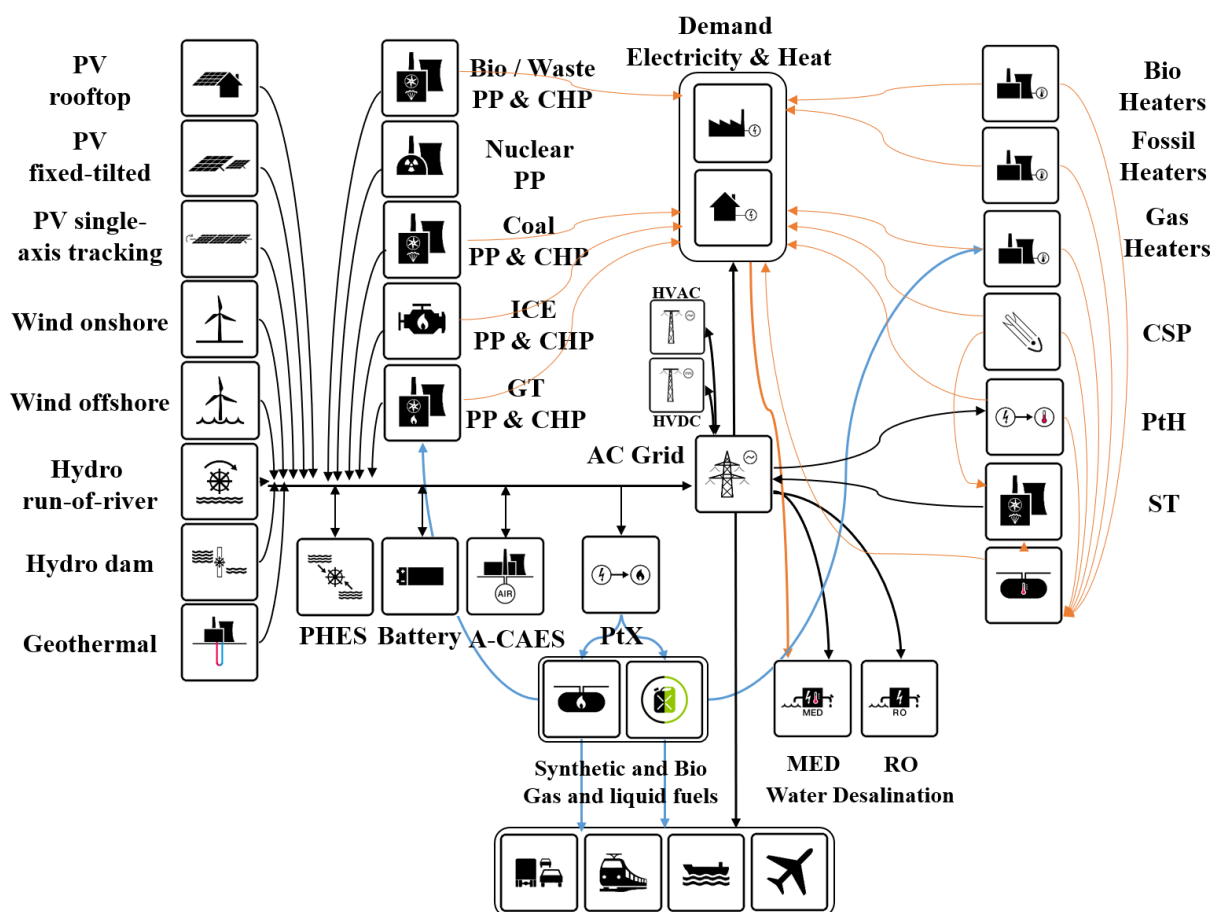 Demand
Electricity & Heat
PV
rooftop
PV
fixed-tilted
PV single-
axis tracking
Wind onshore
Wind offshore
Hydro
run-of-river
Hydro dam
Geothermal
Bio / Waste
PP & CHP
Nuclear
PP
Coal
PP & CHP
ICE
PP & CHP
GT
PP & CHP
HVAC
HVDC
AC Grid
Bio
Heaters
Fossil
Heaters
Gas
Heaters
CSP
PtH
ST
AIR
PHES
Battery
A-CAES
PtX
MED
RO
MED
RO
Water Desalination
Synthetic and Bio
Gas and liquid fuels